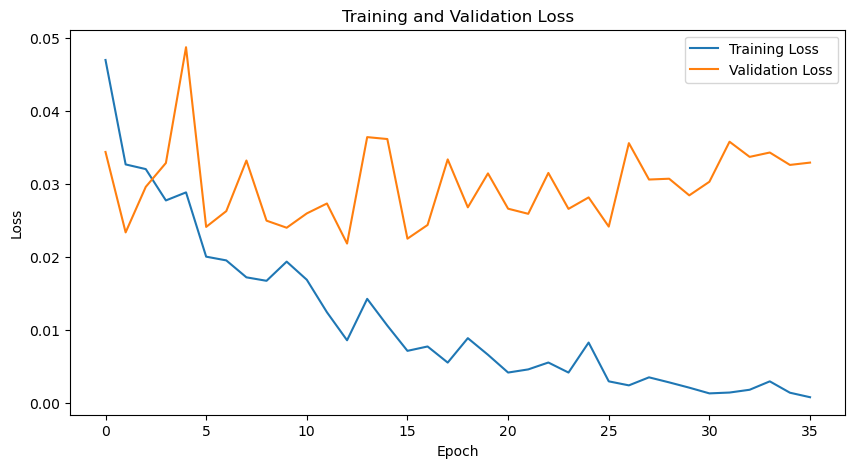 Training and Validation Loss
Training Loss
Validation Loss
0.05
0.04
0.03
0.02
0.01
0.00
Loss
0
5
10
15
20
25
30
35
Epoch